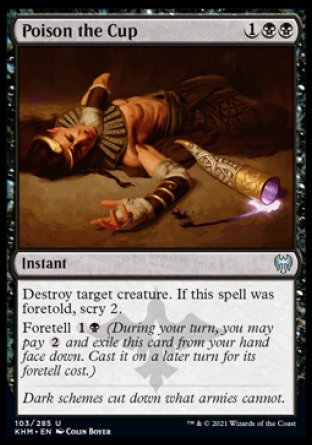 Poison the Cup 1
Instant
Destroy target creature. If this spell was
foretold, scry 2.
Foretell 1 (During your turn, you may
pay 2 and exile this card from your hand
face down. Cast it on a later turn for its
foretell cost.)
Dark schemes cut down what armies cannot.
103/285 U
KHM • EN Colin Boyer
™ & © 2021 Wizards of the Coast